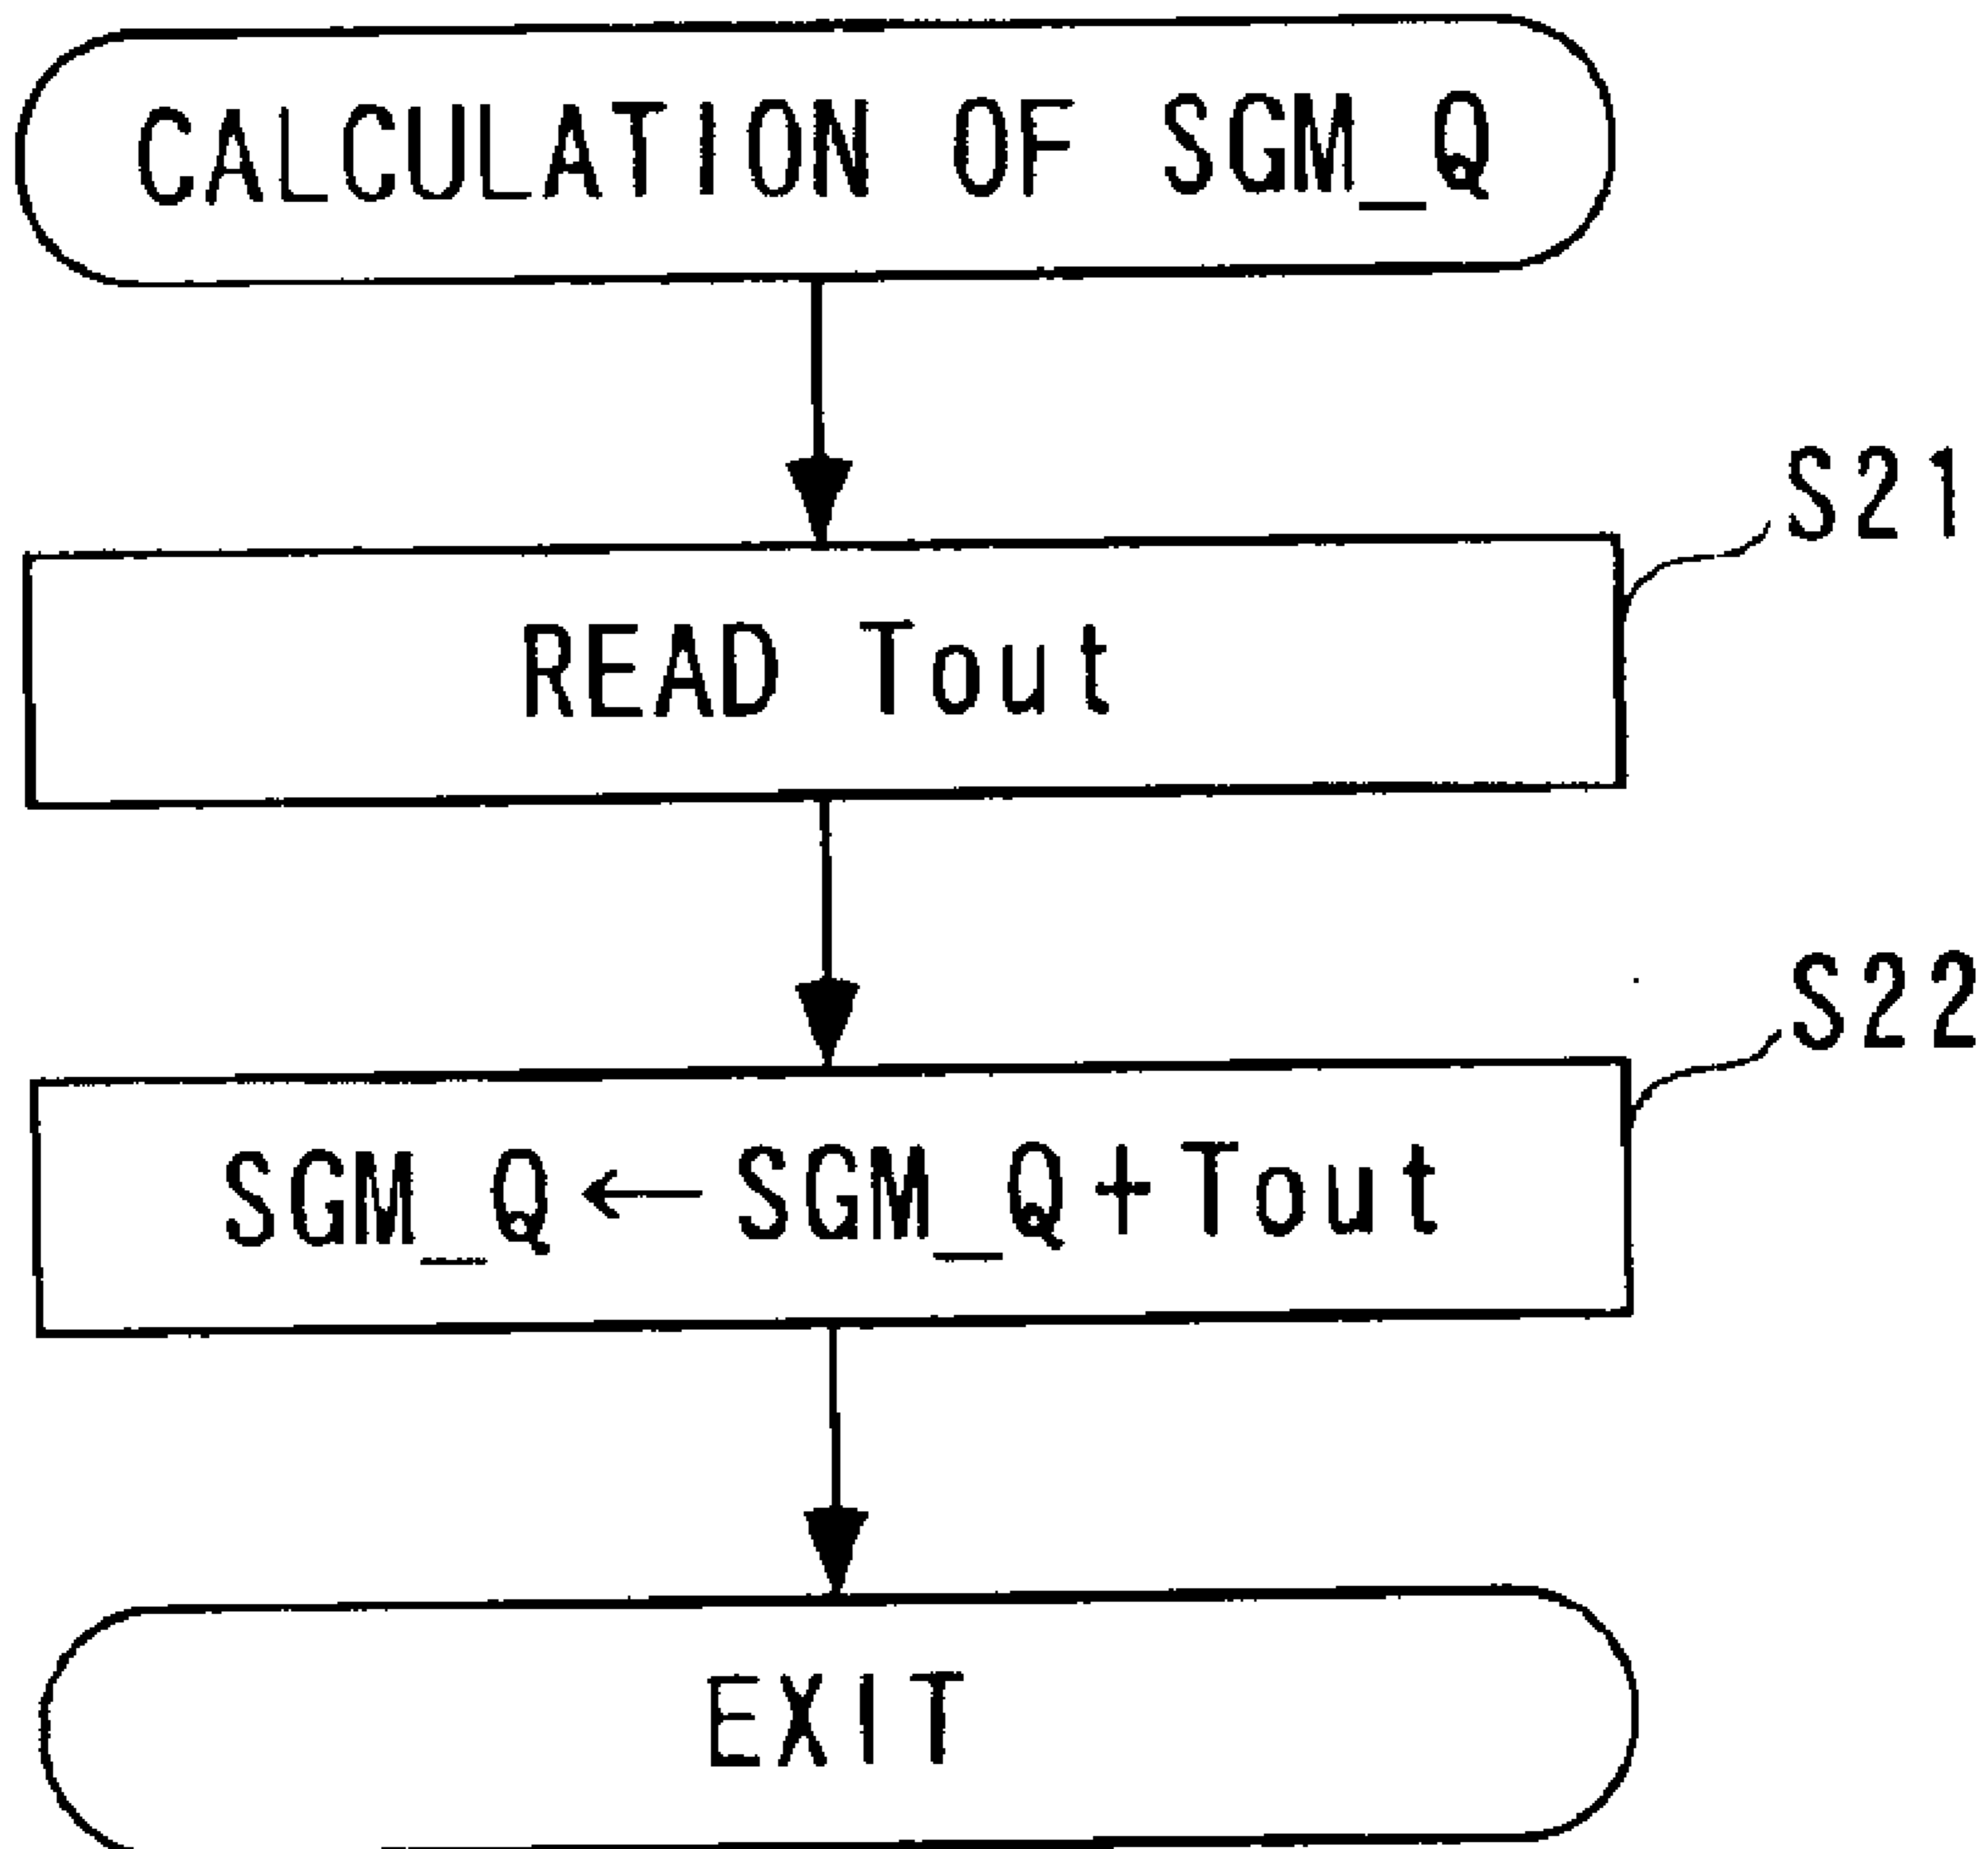 CALCULATION OF SGM_Q
S21
READ Tout
S22
SGM_Q←SGM_Q+Tout
EXIT